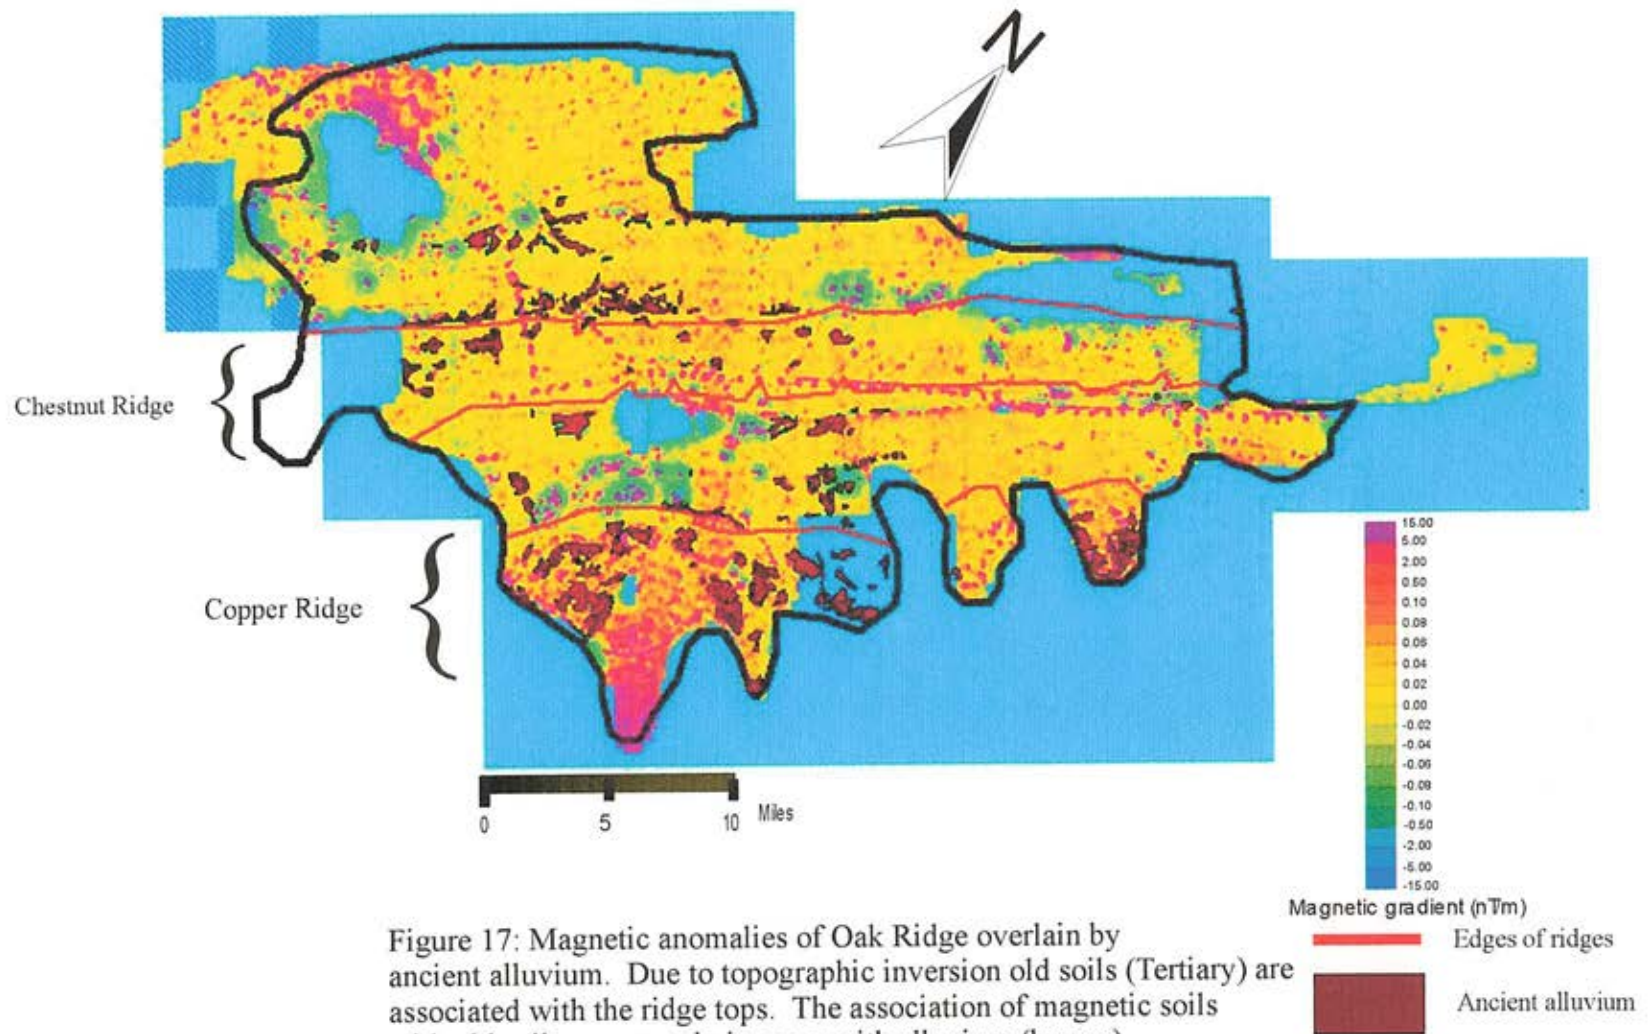 N
Chestnut Ridge
Copper Ridge
0 5 10 Miles
15.00
5.00
2.00
0.50
0.10
0.08
0.06
0.04
0.02
0.00
-0.02
-0.04
-0.06
-0.08
-0.10
-0.50
-2.00
-5.00
-15.00
Magnetic gradient (nT/m)
Edges of ridges
Ancient alluvium
Figure 17: Magnetic anomalies of Oak Ridge overlain by
ancient alluvium. Due to topographic inversion old soils (Tertiary) are
associated with the ridge tops. The association of magnetic soils